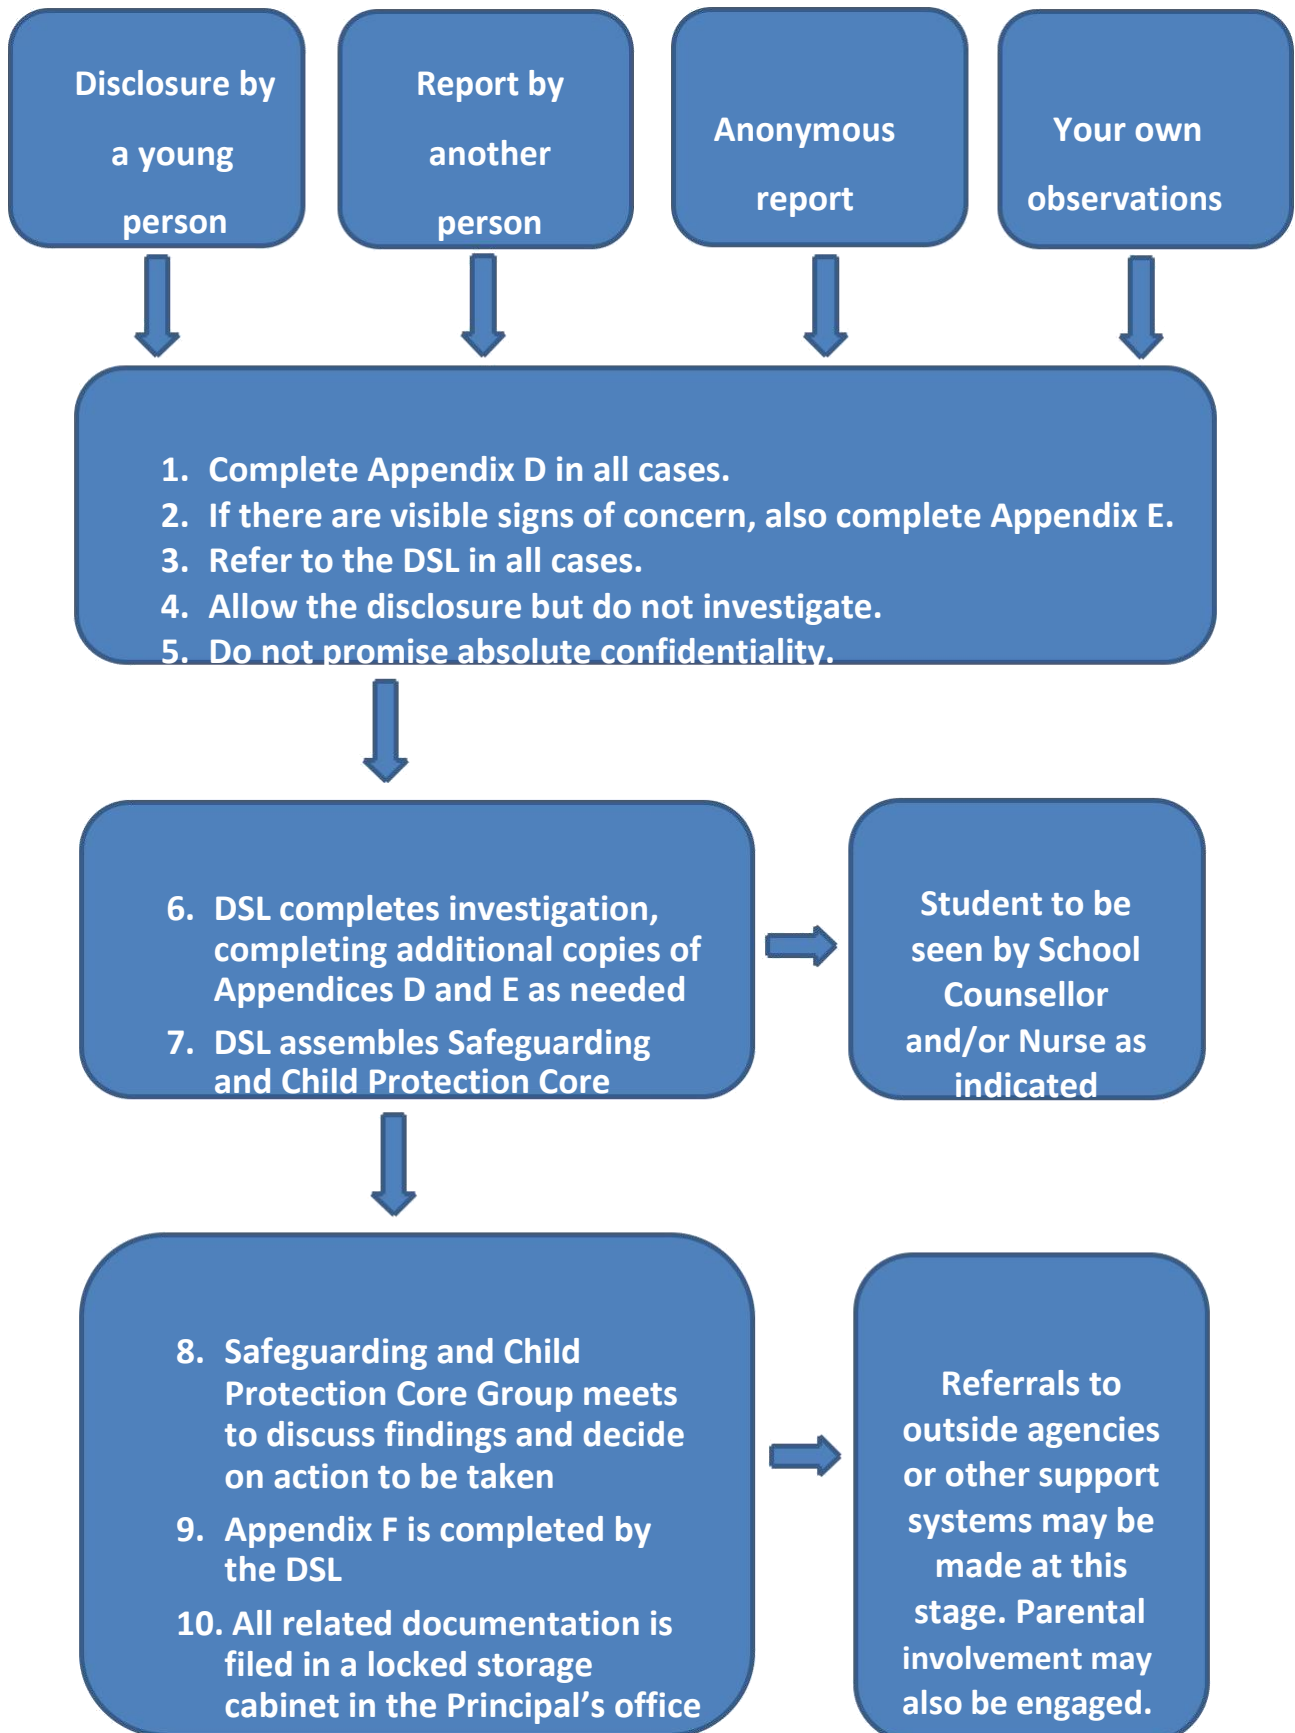 Disclosure by
a young
person
Report by
another
person
Anonymous
report
Your own
observations
1. Complete Appendix D in all cases.
2. If there are visible signs of concern, also complete Appendix E.
3. Refer to the DSL in all cases.
4. Allow the disclosure but do not investigate.
5. Do not promise absolute confidentiality.
6. DSL completes investigation,
completing additional copies of
Appendices D and E as needed
7. DSL assembles Safeguarding
and Child Protection Core
Student to be
seen by School
Counsellor
and/or Nurse as
indicated
8. Safeguarding and Child
Protection Core Group meets
to discuss findings and decide
on action to be taken
9. Appendix F is completed by
the DSL
10. All related documentation is
filed in a locked storage
cabinet in the Principal’s office
Referrals to
outside agencies
or other support
systems may be
made at this
stage. Parental
involvement may
also be engaged.